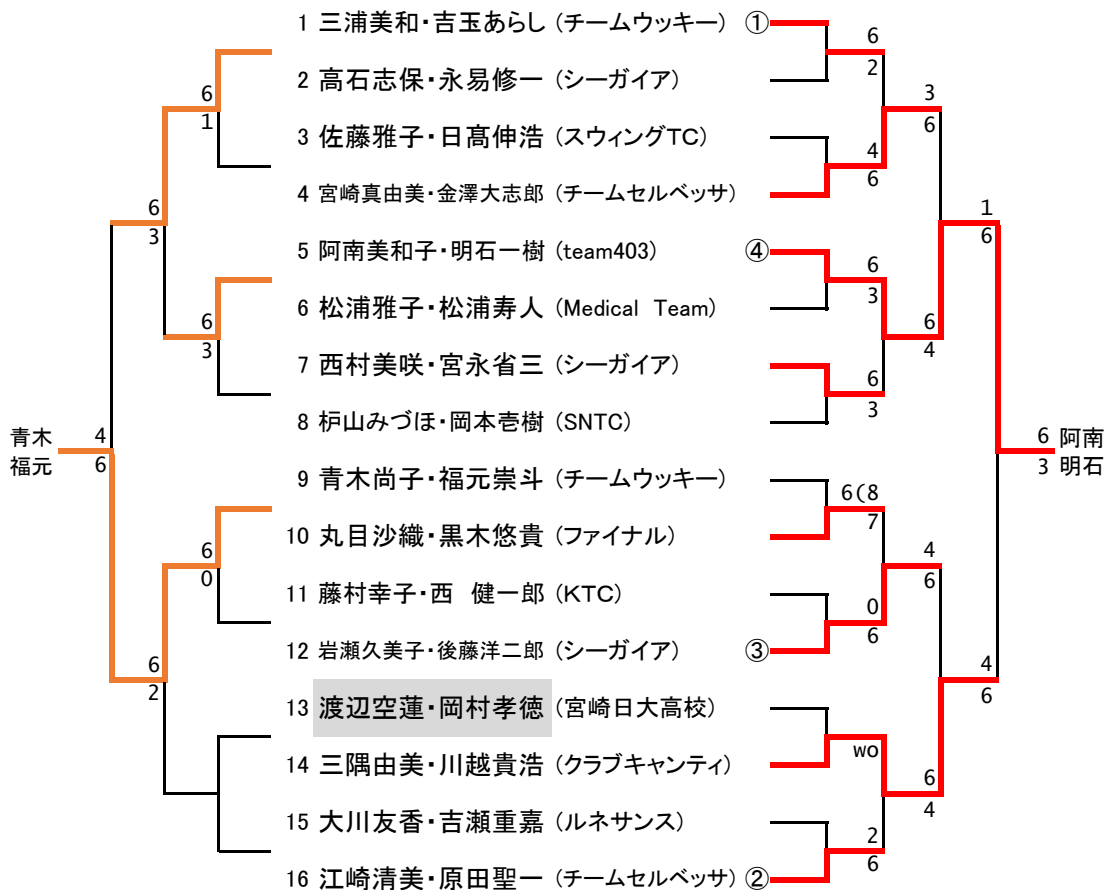 1 三浦美和・吉玉あらし (チームウッキー) ①
6
2
2 高石志保・永易修一 (シーガイア)
6
1
3
6
3 佐藤雅子・日髙伸浩 (スウィングTC)
4
6
4 宮崎真由美・金澤大志郎 (チームセルベッサ)
6
3
1
6
5 阿南美和子・明石一樹 (team403) ④
6
3
6 松浦雅子・松浦寿人 (Medical Team)
6
3
6
4
7 西村美咲・宮永省三 (シーガイア)
6
3
8 枦山みづほ・岡本壱樹 (SNTC)
青木
福元
4
6
6 阿南
3 明石
9 青木尚子・福元崇斗 (チームウッキー)
6(8
7
10 丸目沙織・黒木悠貴 (ファイナル)
6
0
4
6
11 藤村幸子・西 健一郎 (KTC)
0
6
12 岩瀬久美子・後藤洋二郎 (シーガイア) ③
6
2
4
6
13 渡辺空蓮・岡村孝徳 (宮崎日大高校)
wo
14 三隅由美・川越貴浩 (クラブキャンティ)
6
4
15 大川友香・吉瀬重嘉 (ルネサンス)
2
6
16 江崎清美・原田聖一 (チームセルベッサ) ②